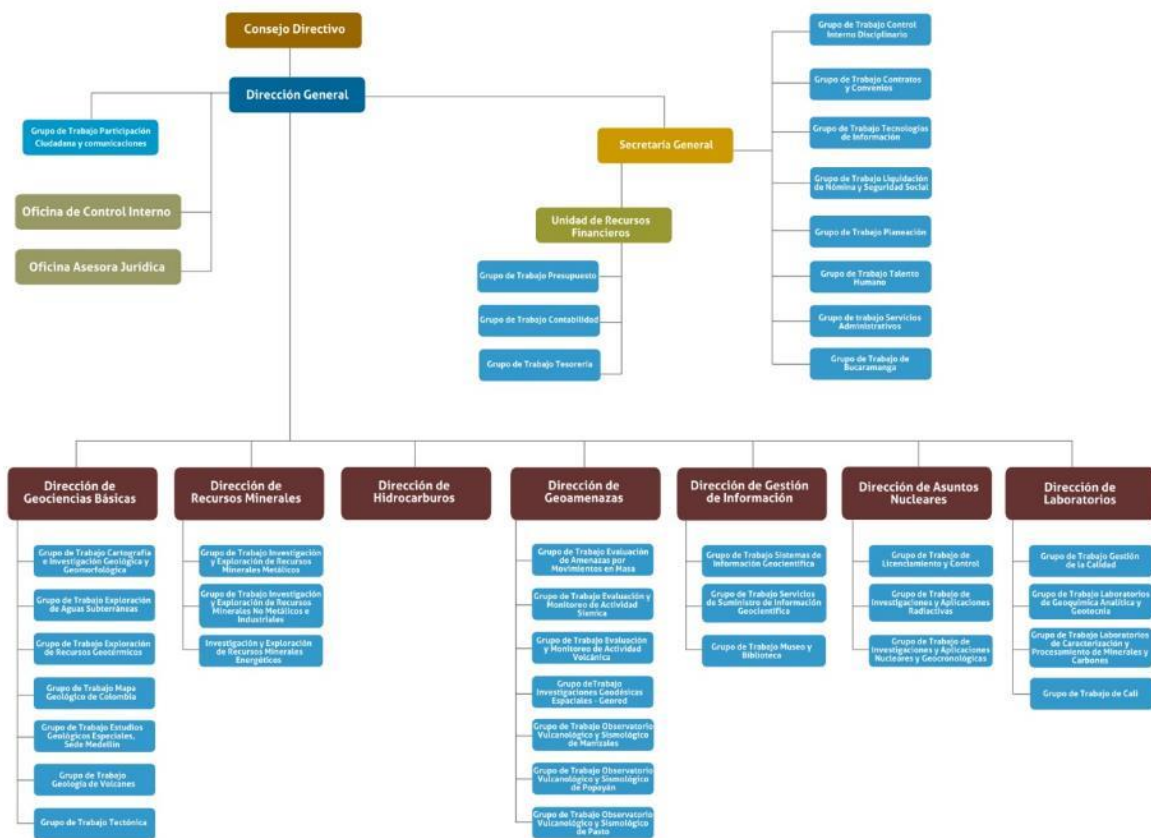 Consejo Directivo
Dirección General
Grupo de Trabajo Participación
Ciudadana y comunicaciones
Oficina de Control Interno
Oficina Asesora Jurídica
Secretaría General
Unidad de Recursos
Financieros
Grupo de Trabajo Presupuesto
Grupo de Trabajo Contabilidad
Grupo de Trabajo Tesorería
Grupo de Trabajo Control
Interno Disciplinario
Grupo de Trabajo Contratos
y Convenios
Grupo de Trabajo Tecnologías
de Información
Grupo de Trabajo Liquidación
de Nómina y Seguridad Social
Grupo de Trabajo Planeación
Grupo de Trabajo Talento
Humano
Grupo de trabajo Servicios
Administrativos
Grupo de Trabajo de
Bucaramanga
Dirección de
Geociencias Básicas
Grupo de Trabajo Cartografía
e Investigación Geológica y
Geomorfológica
Grupo de Trabajo Exploración
de Aguas Subterráneas
Grupo de Trabajo Exploración
de Recursos Geotérmicos
Grupo de Trabajo Mapa
Geológico de Colombia
Grupo de Trabajo Estudios
Geológicos Especiales,
Sede Medellín
Grupo de Trabajo
Geología de Volcanes
Grupo de Trabajo Tectónica
Dirección de
Recursos Minerales
Grupo de Trabajo Investigación
y Exploración de Recursos
Minerales Metálicos
Grupo de Trabajo Investigación
y Exploración de Recursos
Minerales No Metálicos e
Industriales
Investigación y Exploración
de Recursos Minerales
Energéticos
Dirección de
Hidrocarburos
Dirección de
Geoamenazas
Grupo de Trabajo Evaluación
de Amenazas por
Movimientos en Masa
Grupo de Trabajo Evaluación y
Monitoreo de Actividad
Sísmica
Grupo de Trabajo Evaluación
y Monitoreo de Actividad
Volcánica
Grupo deTrabajo
Investigaciones Geodésicas
Espaciales - Geored
Grupo de Trabajo Observatorio
Vulcanológico y Sismológico
de Manizales
Grupo de Trabajo Observatorio
Vulcanológico y Sismológico
de Popayán
Grupo de Trabajo Observatorio
Vulcanológico y Sismológico
de Pasto
Dirección de Gestión
de Información
Grupo de Trabajo Sistemas de
Información Geocientífica
Grupo de Trabajo Servicios
de Suministro de Información
Geocientífica
Grupo de Trabajo Museo y
Biblioteca
Dirección de Asuntos
Nucleares
Grupo de Trabajo de
Licenciamiento y Control
Grupo de Trabajo de
Investigaciones y Aplicaciones
Radiactivas
Grupo de Trabajo de
Investigaciones y Aplicaciones
Nucleares y Geocronológicas
Dirección de
Laboratorios
Grupo de Trabajo Gestión
de la Calidad
Grupo de Trabajo Laboratorios
de Geoquímica Analítica y
Geotecnia
Grupo de Trabajo Laboratorios
de Caracterización y
Procesamiento de Minerales y
Carbones
Grupo de Trabajo de Cali